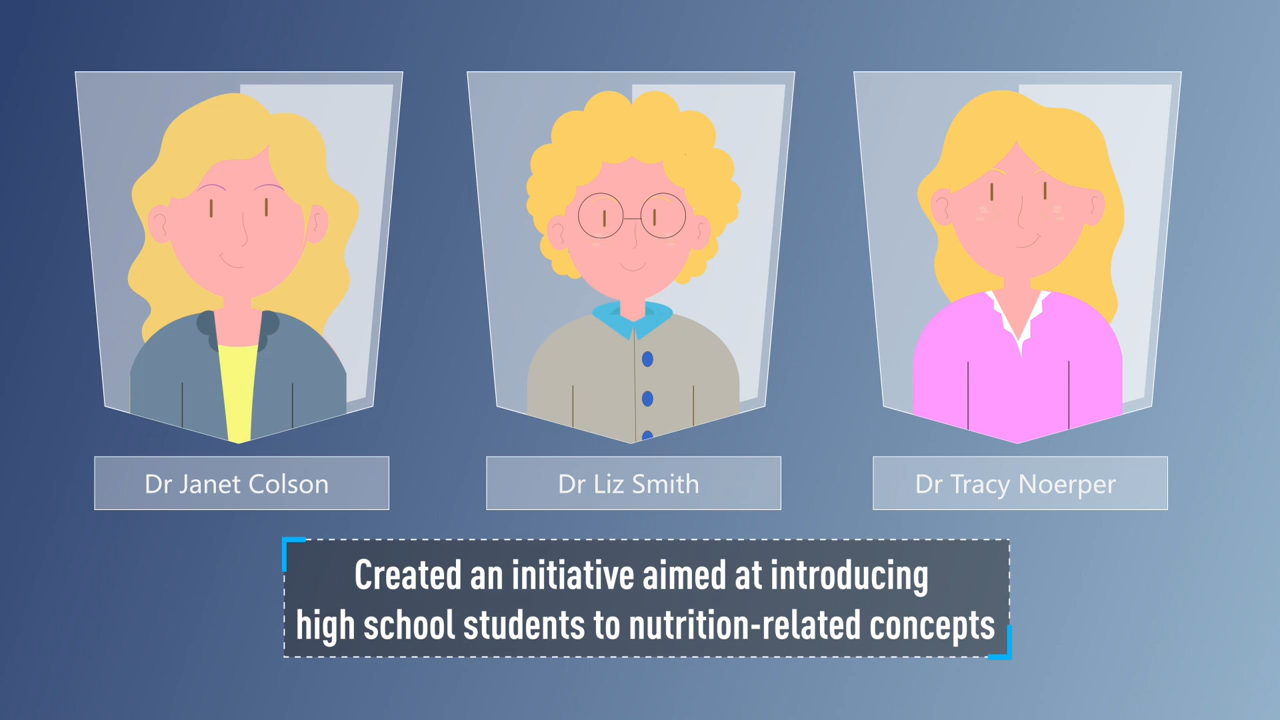 Dr Janet Colson
Dr Liz Smith
Dr Tracy Noerper
Created an initiative aimed at introducing
high school students to nutrition-related concepts